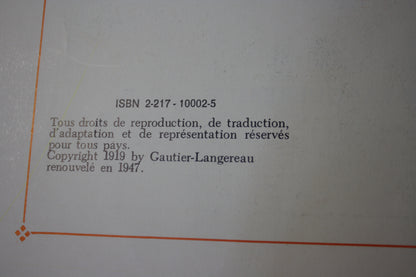 ISBN 2-217-10002-5
Tous droits de reproduction, de traduction,
d'adaptation et de représentation réservés
pour tous pays.
Copyright 1919 by Gautier-Langereau
renouvelé en 1947.